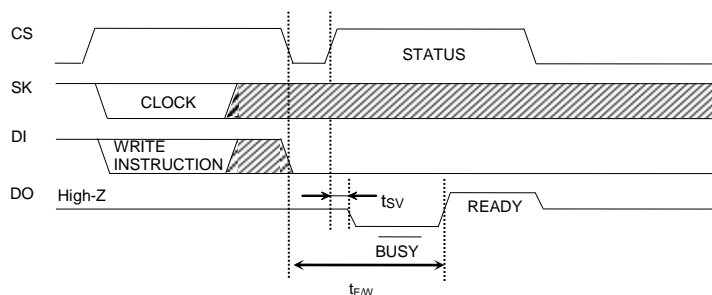 CS
STATUS
SK
CLOCK
DI
WRITE
INSTRUCTION
DO
High-Z
tSV
READY
BUSY
tE/W